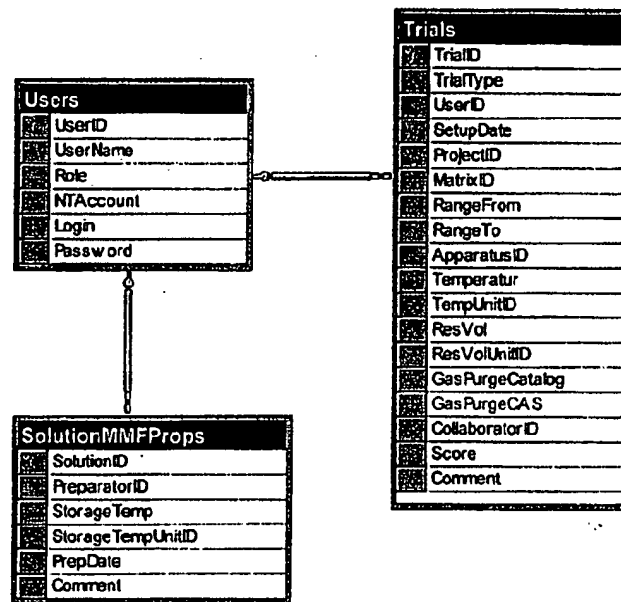 Users
UserID
UserName
Role
NTAccount
Login
Password
Trials
TrialID
TrialType
UserID
SetupDate
ProjectID
MatrixID
RangeFrom
RangeTo
ApparatusID
Temperatur
TempUnitID
ResVol
ResVolUnitID
GasPurgeCatalog
GasPurgeCAS
CollaboratorID
Score
Comment
SolutionMMFProps
SolutionID
PreparatorID
StorageTemp
StorageTempUnitID
PrepDate
Comment